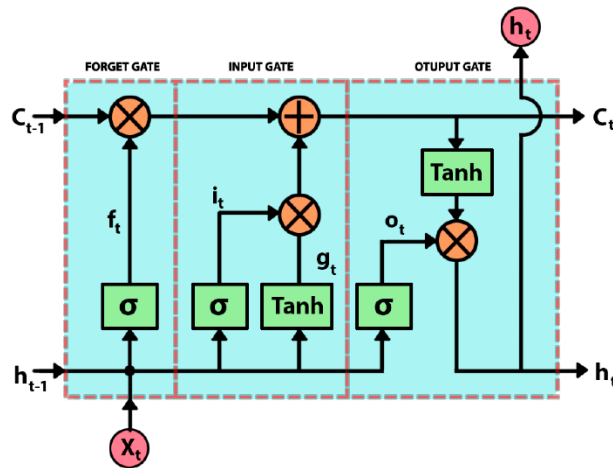 h_t
FORGET GATE
INPUT GATE
OTUPUT GATE
C_t-1
C_t
Tanh
f_t
i_t
o_t
g_t
σ
σ
Tanh
σ
h_t-1
h_t
X_t